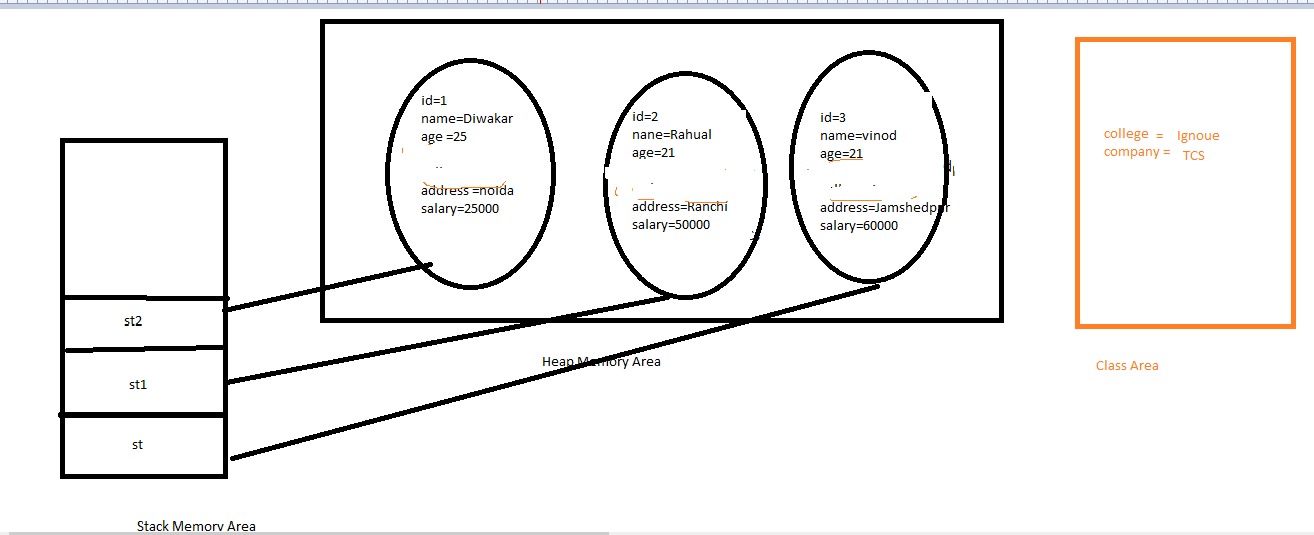 id=1
name=Diwakar
age =25
address =noida
salary=25000
id=2
nane=Rahual
age=21
address=Ranchi
salary=50000
id=3
name=vinod
age=21
address=Jamshedpur
salary=60000
college = Ignoue
company = TCS
st2
st1
st
Heap Memory Area
Class Area
Stack Memory Area